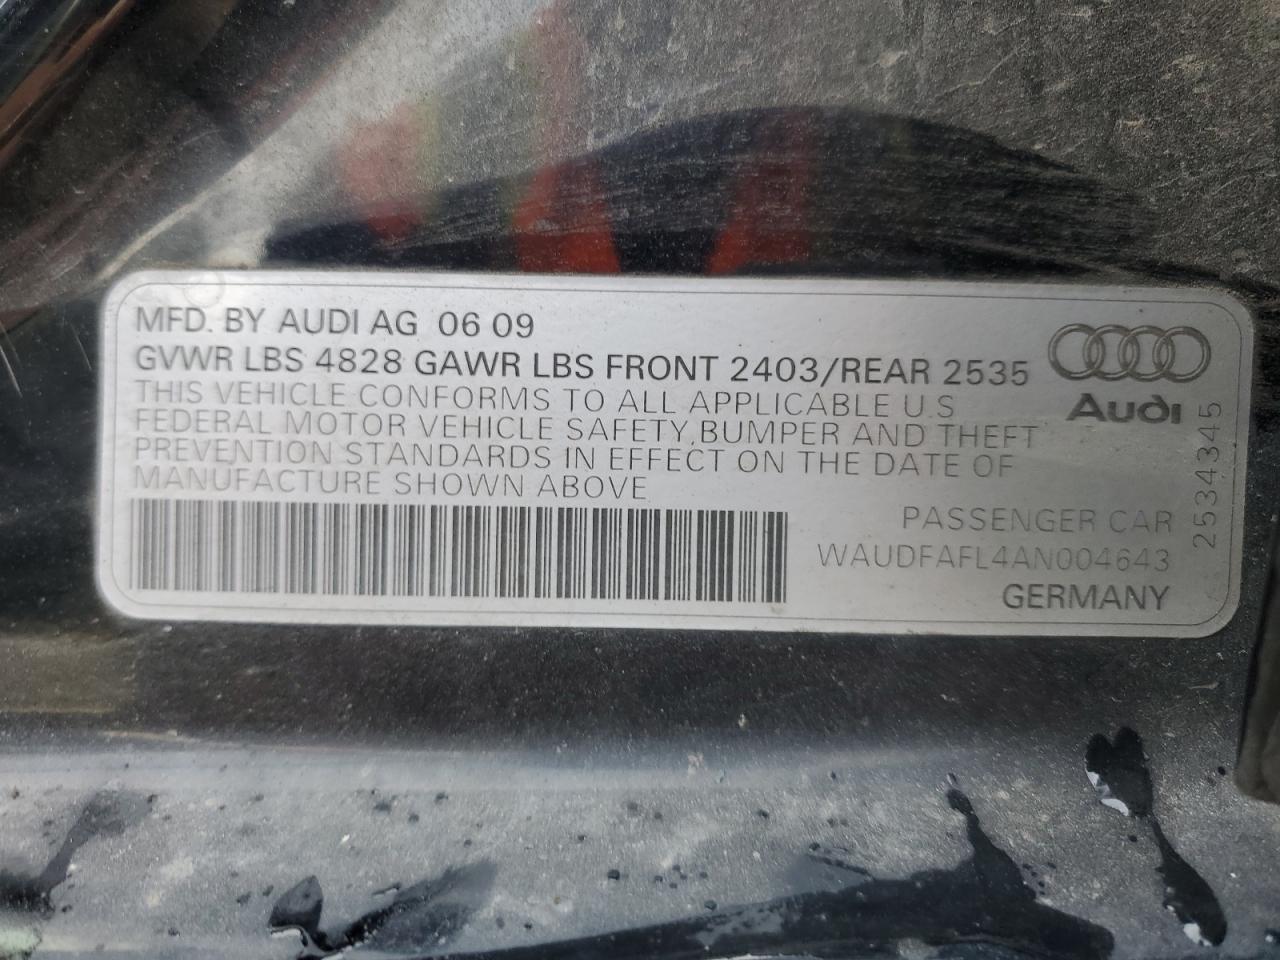 MFD. BY AUDI AG 06 09
GVWR LBS 4828 GAWR LBS FRONT 2403/REAR 2535
THIS VEHICLE CONFORMS TO ALL APPLICABLE U.S
FEDERAL MOTOR VEHICLE SAFETY,BUMPER AND THEFT
PREVENTION STANDARDS IN EFFECT ON THE DATE OF
MANUFACTURE SHOWN ABOVE
Audi
PASSENGER CAR
WAUDFAFL4AN004643
GERMANY
2534345